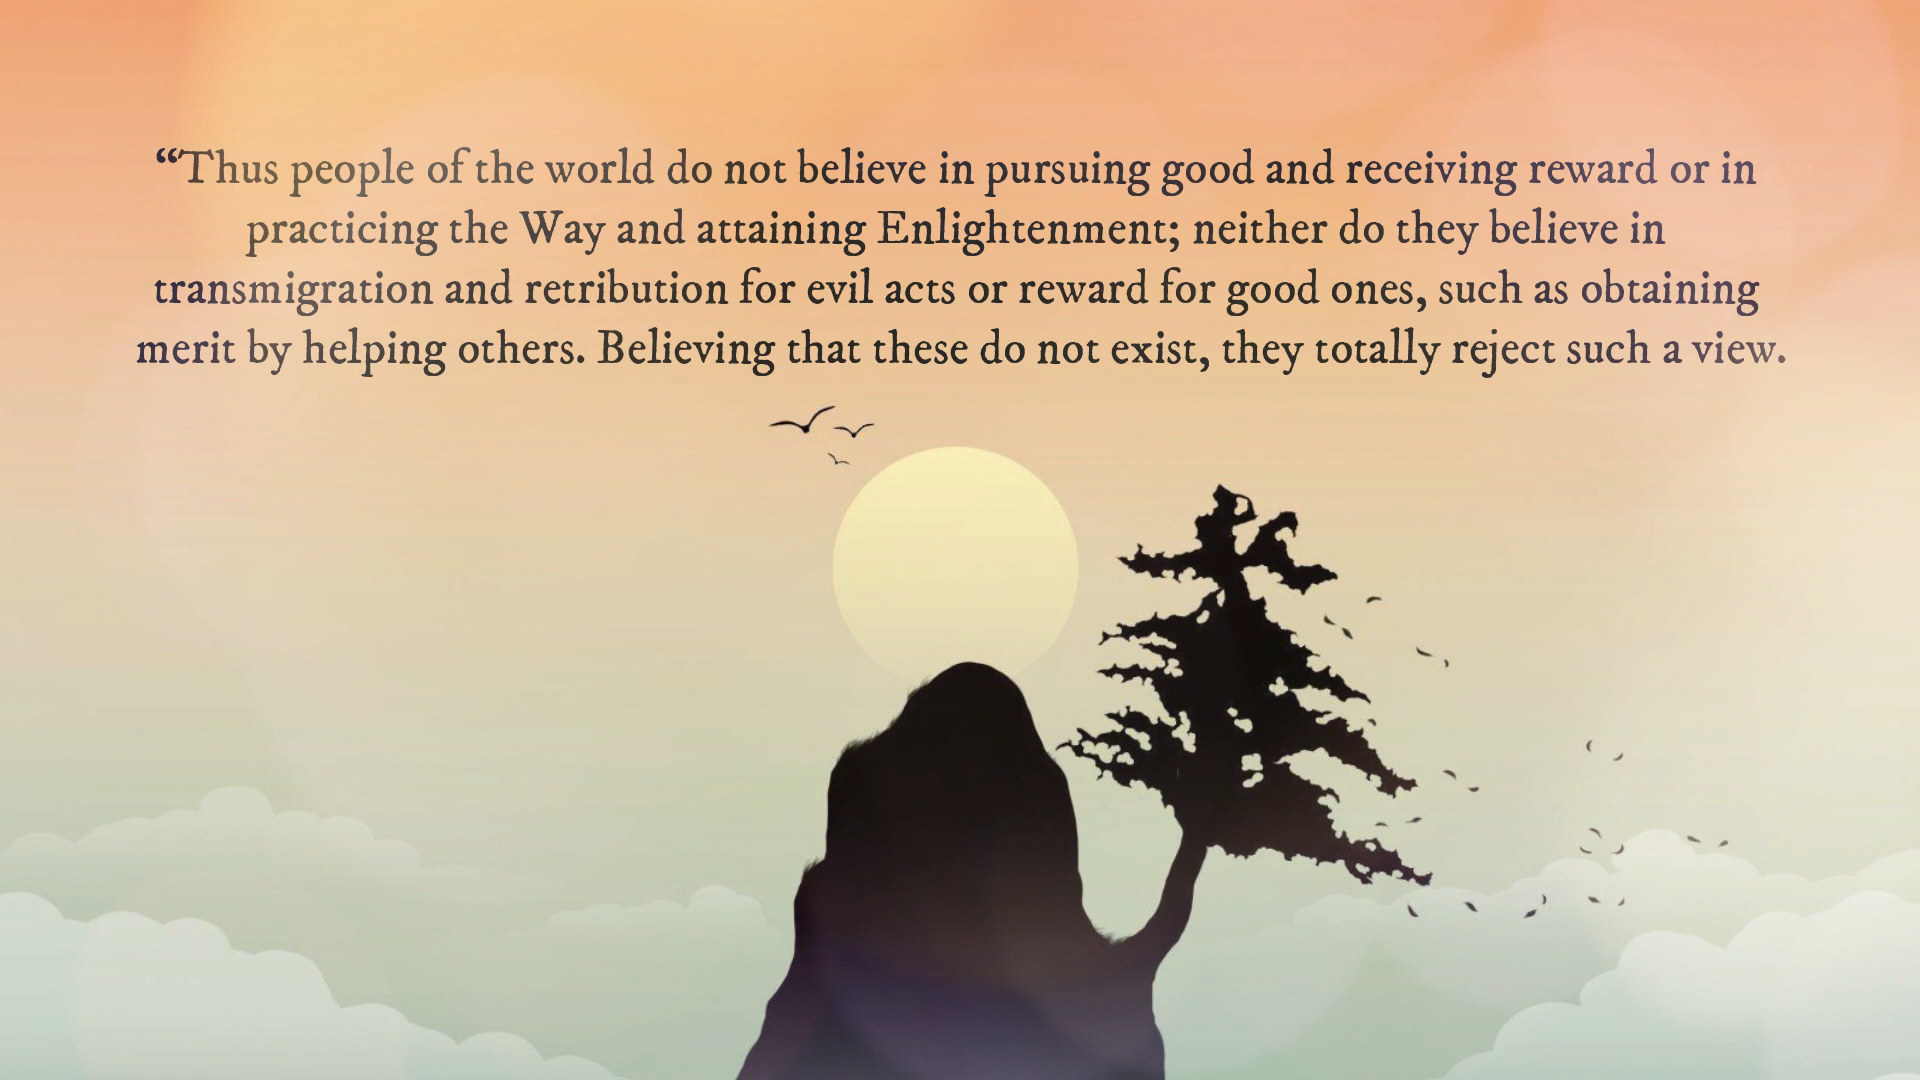 “Thus people of the world do not believe in pursuing good and receiving reward or in
practicing the Way and attaining Enlightenment; neither do they believe in
transmigration and retribution for evil acts or reward for good ones, such as obtaining
merit by helping others. Believing that these do not exist, they totally reject such a view.